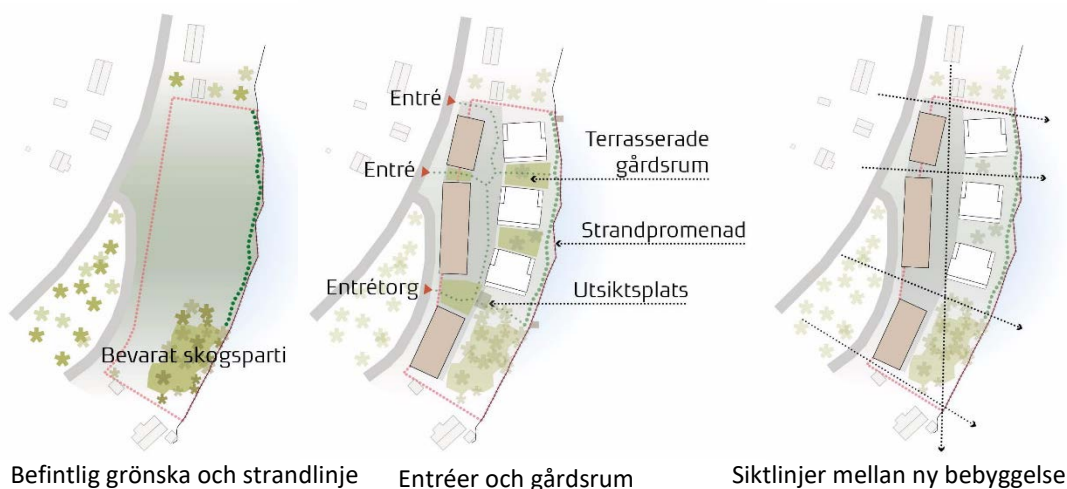 Bevarat skogsparti
Befintlig grönska och strandlinje
Entré
Entré
Entrétorg
Terrasserade
gårdsrum
Strandpromenad
Utsiktsplats
Entréer och gårdsrum
Siktlinjer mellan ny bebyggelse